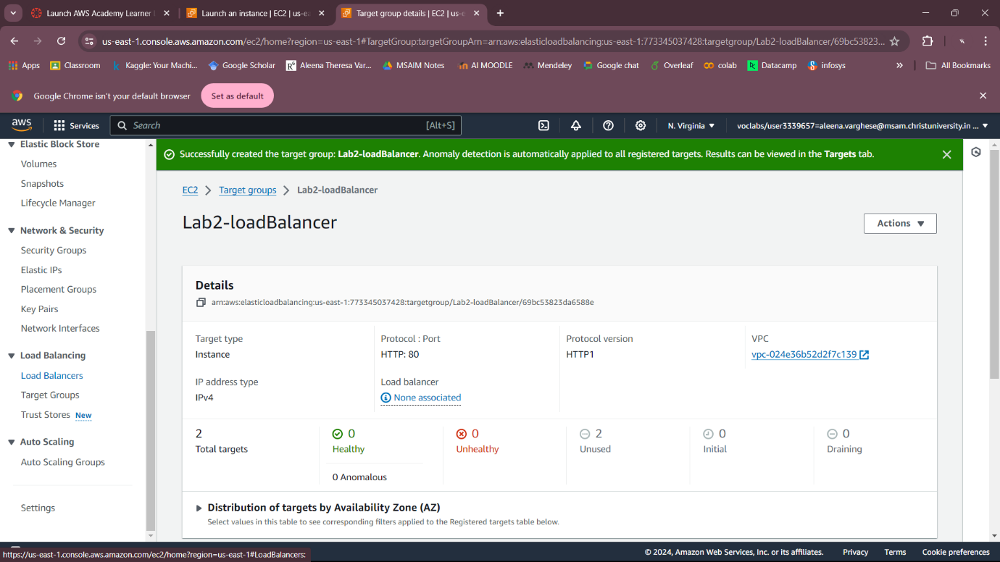 Launch AWS Academy Learner L
Launch an instance | EC2 | us-ea
Target group details | EC2 | us-e
us-east-1.console.aws.amazon.com/ec2/home?region=us-east-1#TargetGroup:targetGroupArn=arn:aws:elasticloadbalancing:us-east-1:773345037428:targetgroup/Lab2-loadBalancer/69bc53823...
Apps Classroom Kaggle: Your Machi... Google Scholar Aleena Theresa Var... MSAIM Notes AI MOODLE Mendeley Google chat Overleaf colab Datacamp infosys » All Bookmarks
Google Chrome isn't your default browser Set as default
aws Services Search [Alt+S] N. Virginia voclabs/user3339657=aleena.varghese@msam.christuniversity.in ...
Elastic Block Store
Volumes
Snapshots
Lifecycle Manager
Network & Security
Security Groups
Elastic IPs
Placement Groups
Key Pairs
Network Interfaces
Load Balancing
Load Balancers
Target Groups
Trust Stores New
Auto Scaling
Auto Scaling Groups
Settings
Successfully created the target group: Lab2-loadBalancer. Anomaly detection is automatically applied to all registered targets. Results can be viewed in the Targets tab.
EC2 > Target groups > Lab2-loadBalancer
Lab2-loadBalancer
Actions
Details
arn:aws:elasticloadbalancing:us-east-1:773345037428:targetgroup/Lab2-loadBalancer/69bc53823da6588e
Target type
Instance
Protocol : Port
HTTP: 80
Protocol version
HTTP1
VPC
vpc-024e36b52d2f7c139
IP address type
IPv4
Load balancer
None associated
2
Total targets
0
Healthy
0 Anomalous
0
Unhealthy
2
Unused
0
Initial
0
Draining
Distribution of targets by Availability Zone (AZ)
Select values in this table to see corresponding filters applied to the Registered targets table below.
https://us-east-1.console.aws.amazon.com/ec2/home?region=us-east-1#LoadBalancers:
© 2024, Amazon Web Services, Inc. or its affiliates. Privacy Terms Cookie preferences